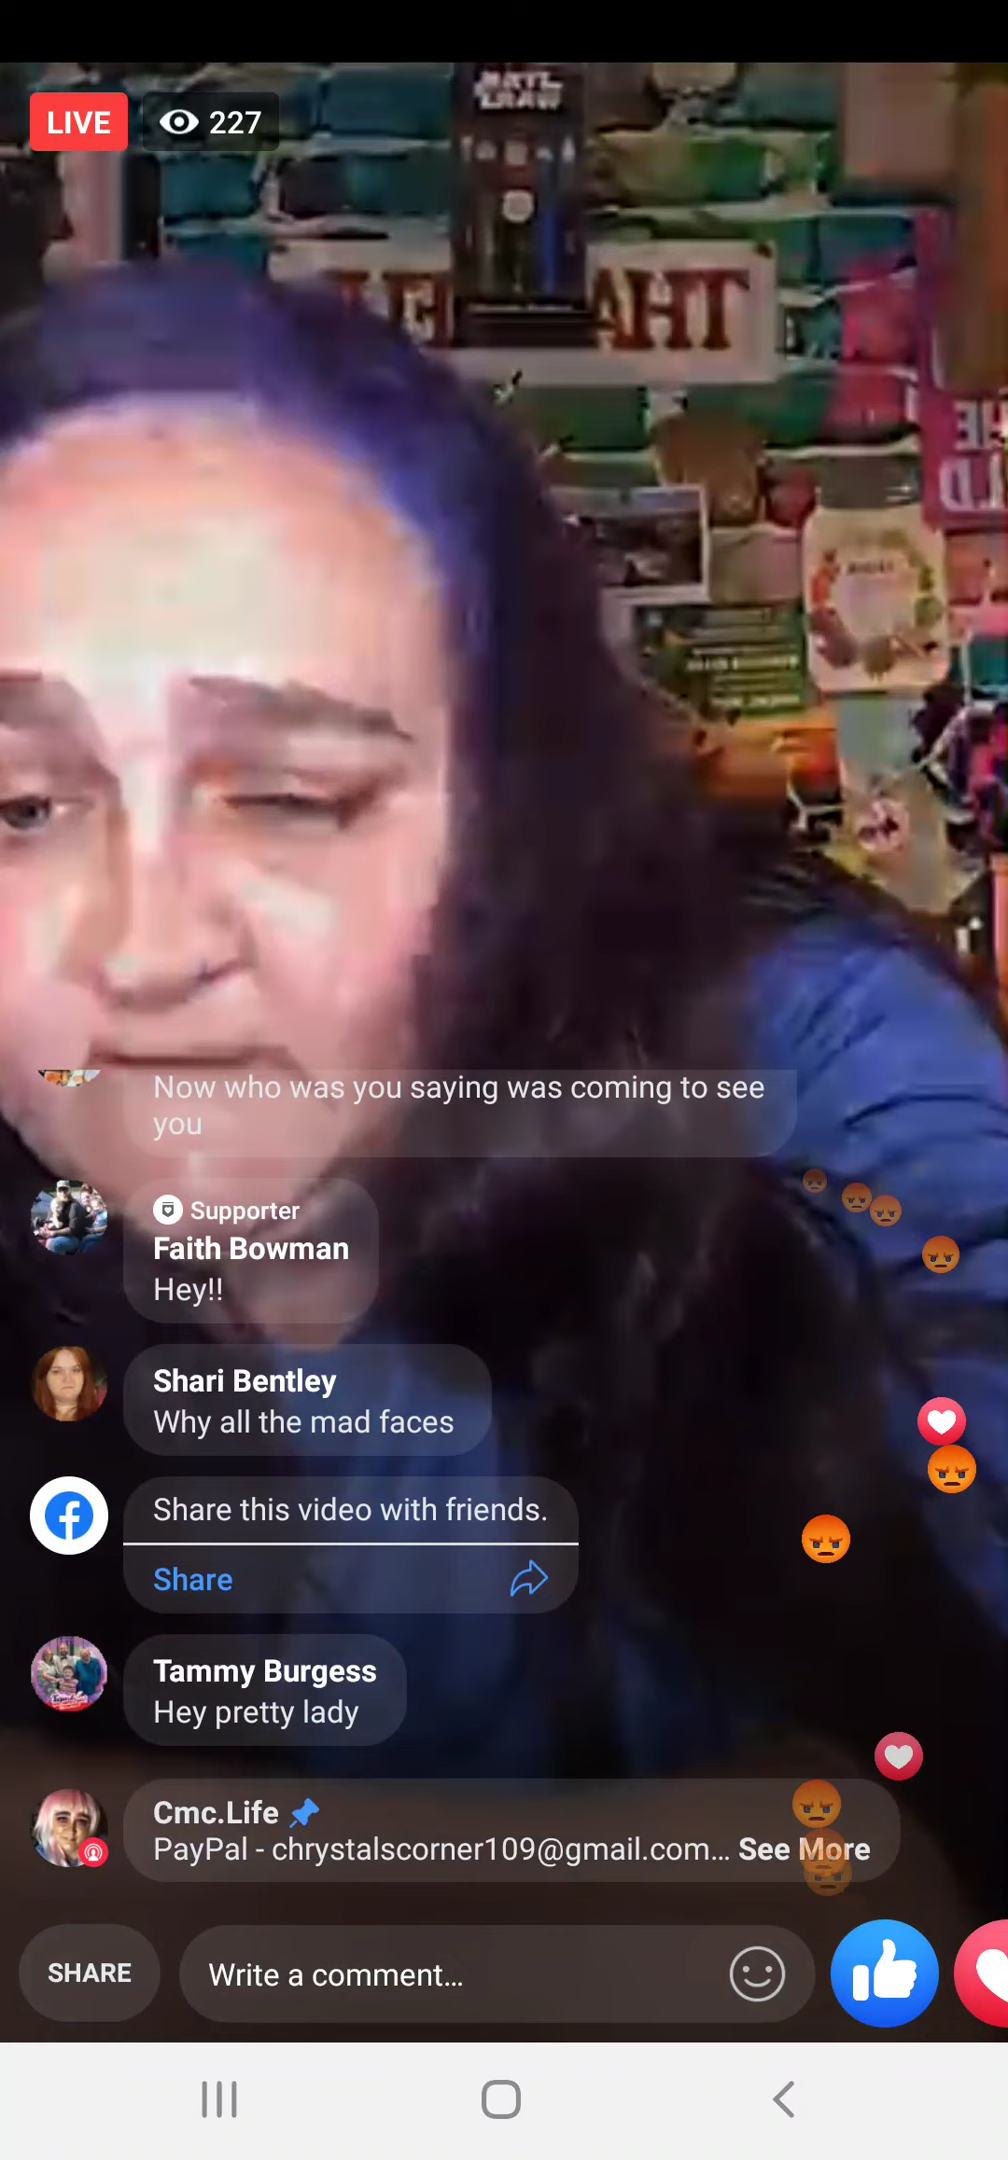 LIVE 227
THA
Now who was you saying was coming to see
you
Supporter
Faith Bowman
Hey!!
Shari Bentley
Why all the mad faces
Share this video with friends.
Share
Tammy Burgess
Hey pretty lady
Cmc.Life
PayPal - chrystalscorner109@gmail.com... See More
SHARE
Write a comment...